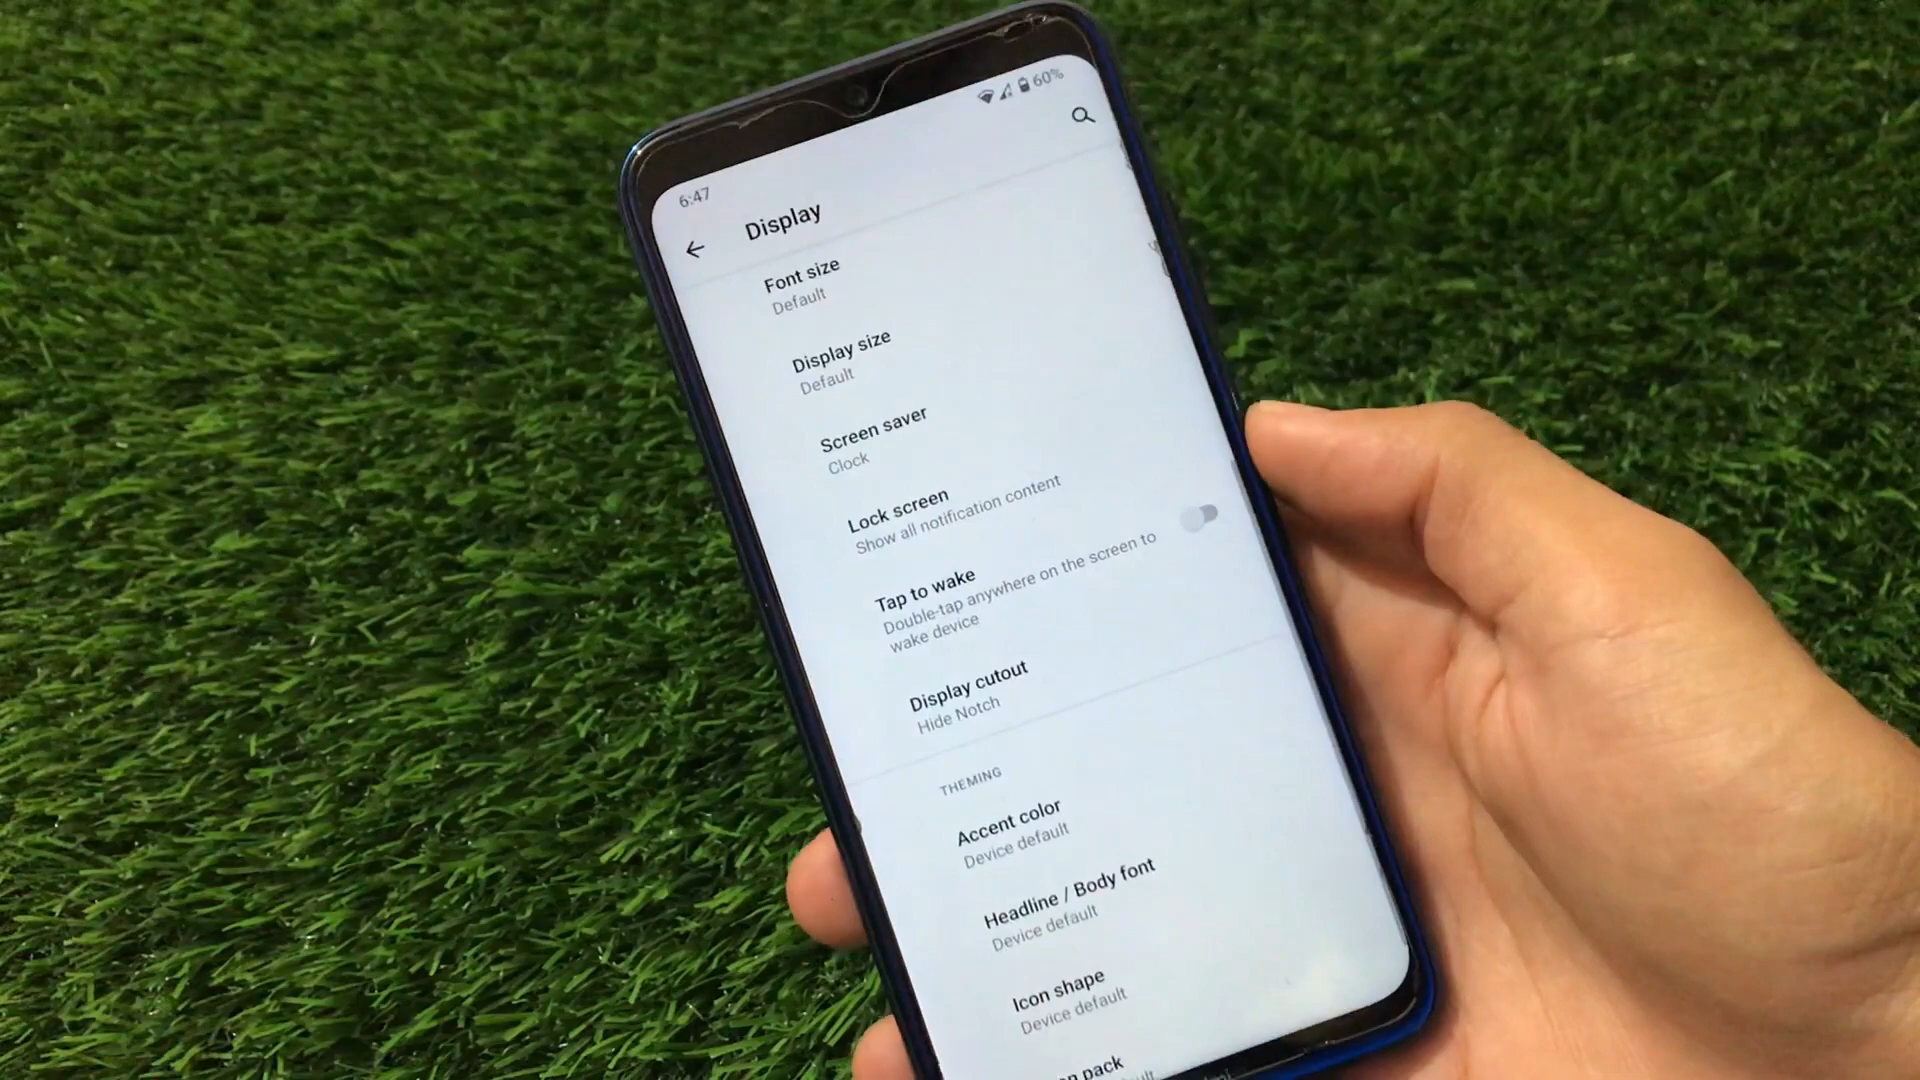 6:47
60%
Display
Font size
Default
Display size
Default
Screen saver
Clock
Lock screen
Show all notification content
Tap to wake
Double-tap anywhere on the screen to
wake device
Display cutout
Hide Notch
THEMING
Accent color
Device default
Headline / Body font
Device default
Icon shape
Device default
pack